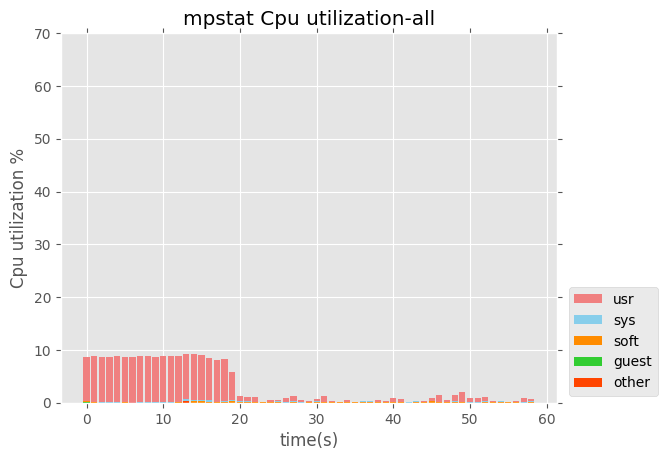 mpstat Cpu utilization-all
70
60
50
40
30
20
10
0
Cpu utilization %
0 10 20 30 40 50 60
time(s)
usr
sys
soft
guest
other